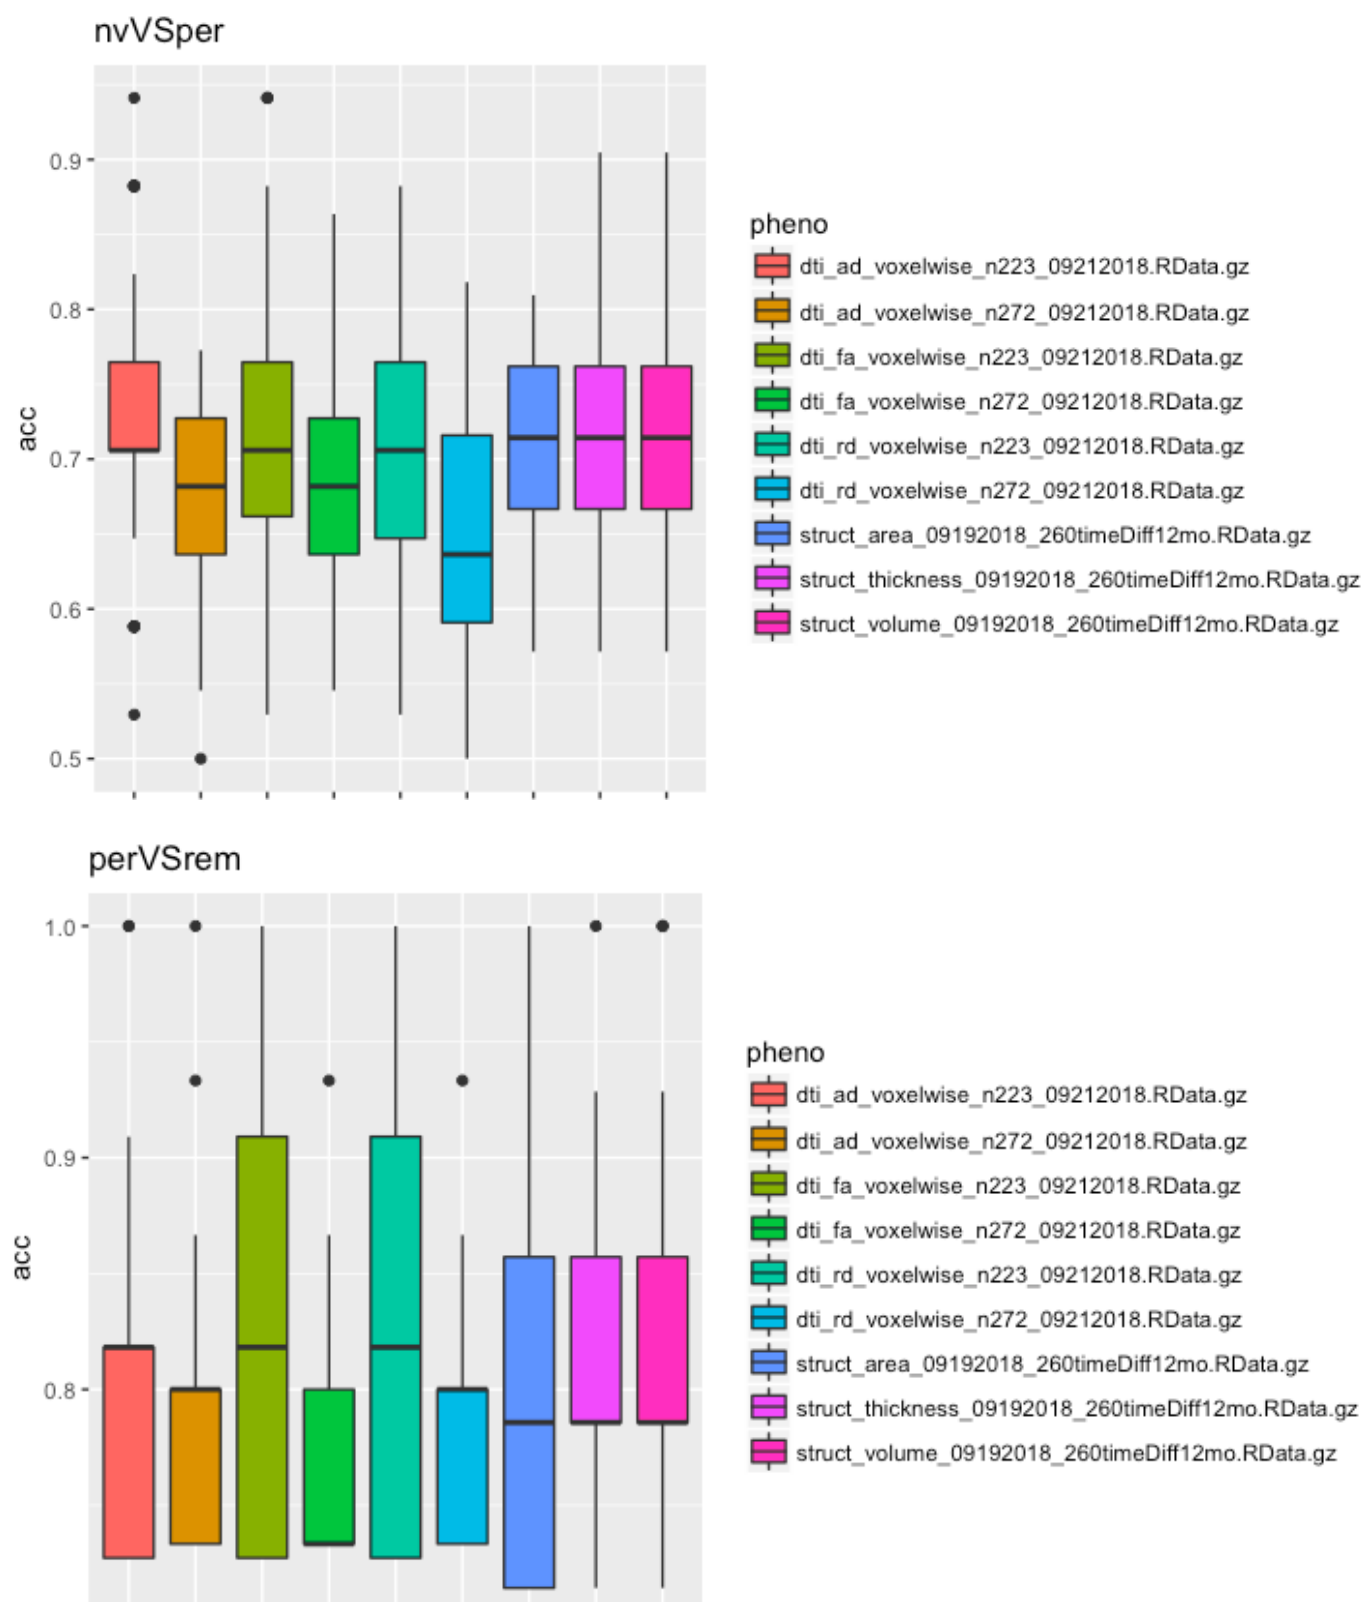 nvVSper
0.9
0.8
0.7
0.6
0.5
acc
pheno
dti_ad_voxelwise_n223_09212018.RData.gz
dti_ad_voxelwise_n272_09212018.RData.gz
dti_fa_voxelwise_n223_09212018.RData.gz
dti_fa_voxelwise_n272_09212018.RData.gz
dti_rd_voxelwise_n223_09212018.RData.gz
dti_rd_voxelwise_n272_09212018.RData.gz
struct_area_09192018_260timeDiff12mo.RData.gz
struct_thickness_09192018_260timeDiff12mo.RData.gz
struct_volume_09192018_260timeDiff12mo.RData.gz
perVSrem
1.0
0.9
0.8
acc
pheno
dti_ad_voxelwise_n223_09212018.RData.gz
dti_ad_voxelwise_n272_09212018.RData.gz
dti_fa_voxelwise_n223_09212018.RData.gz
dti_fa_voxelwise_n272_09212018.RData.gz
dti_rd_voxelwise_n223_09212018.RData.gz
dti_rd_voxelwise_n272_09212018.RData.gz
struct_area_09192018_260timeDiff12mo.RData.gz
struct_thickness_09192018_260timeDiff12mo.RData.gz
struct_volume_09192018_260timeDiff12mo.RData.gz